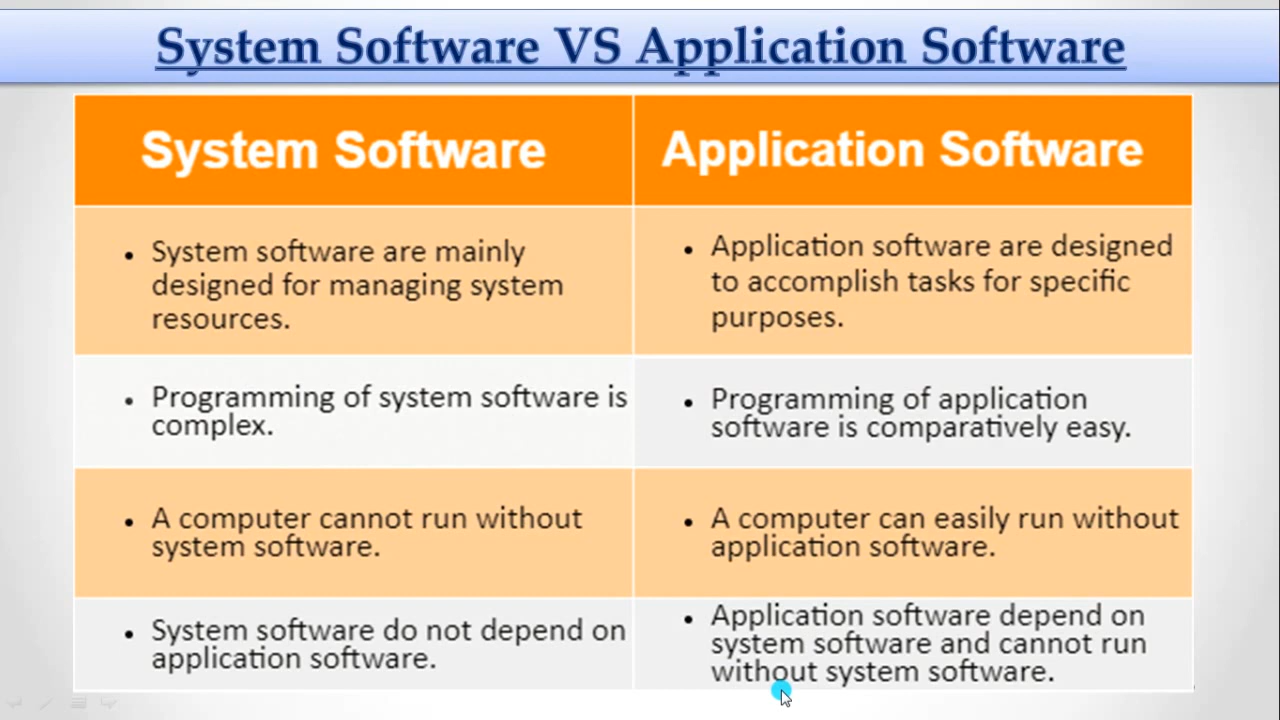 System Software VS Application Software
System Software
Application Software
• System software are mainly
designed for managing system
resources.
• Application software are designed
to accomplish tasks for specific
purposes.
• Programming of system software is
complex.
• Programming of application
software is comparatively easy.
• A computer cannot run without
system software.
• A computer can easily run without
application software.
• System software do not depend on
application software.
• Application software depend on
system software and cannot run
without system software.